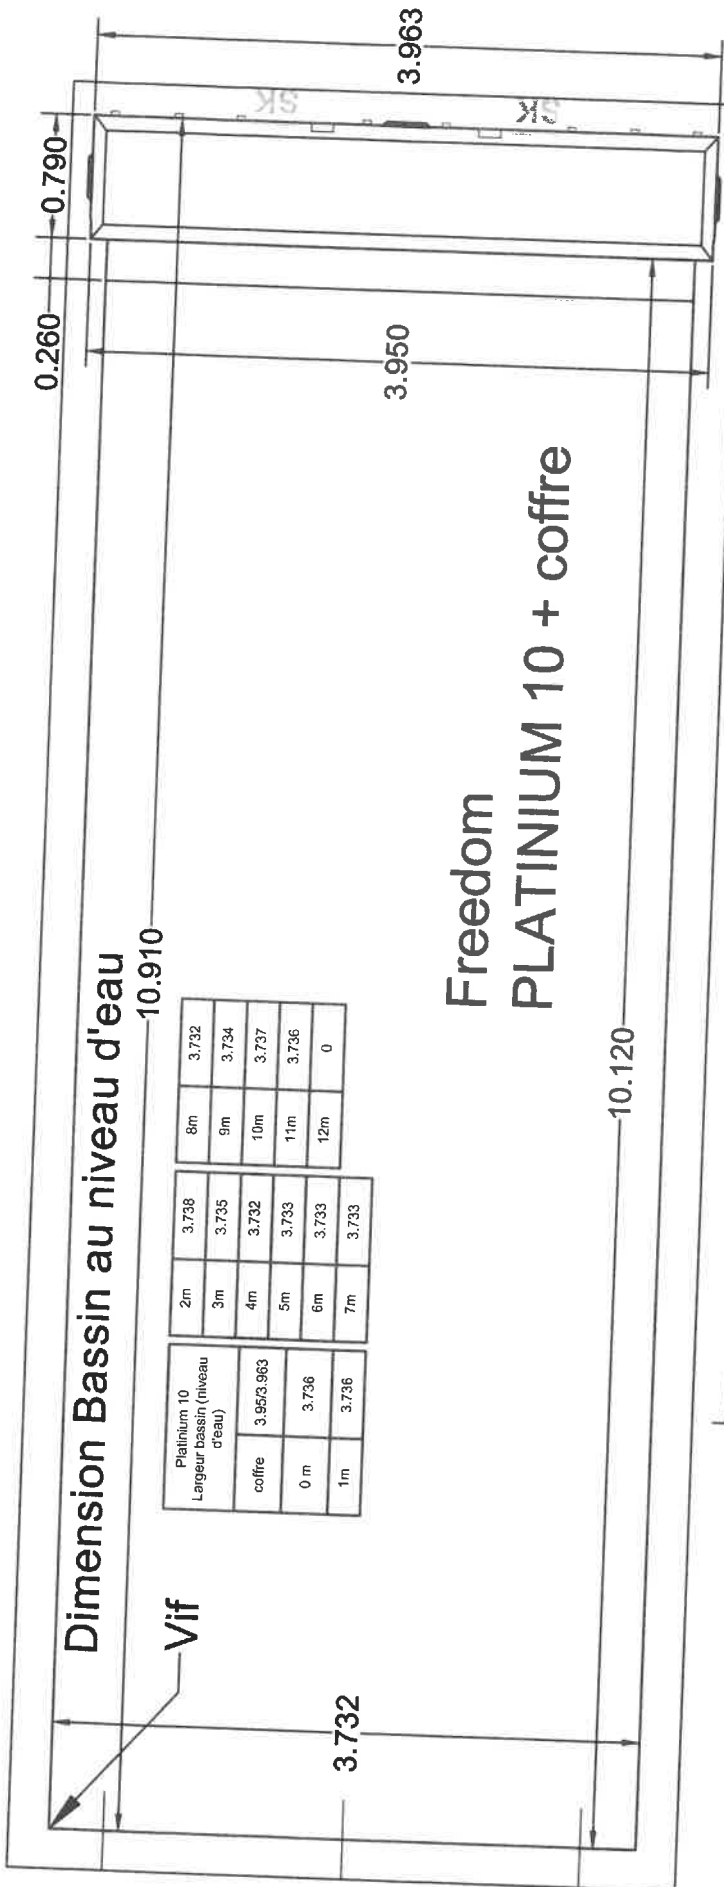 Dimension Bassin au niveau d'eau
Vif
10.910
0.260
0.790
3.963
SK
SK
3.950
3.732
10.120
Platinium 10
Largeur bassin (niveau
d'eau)
coffre 3.95/3.963
0 m 3.736
1m 3.736
2m 3.738
3m 3.735
4m 3.732
5m 3.733
6m 3.733
7m 3.733
8m 3.732
9m 3.734
10m 3.737
11m 3.736
12m 0
Freedom
PLATINIUM 10 + coffre